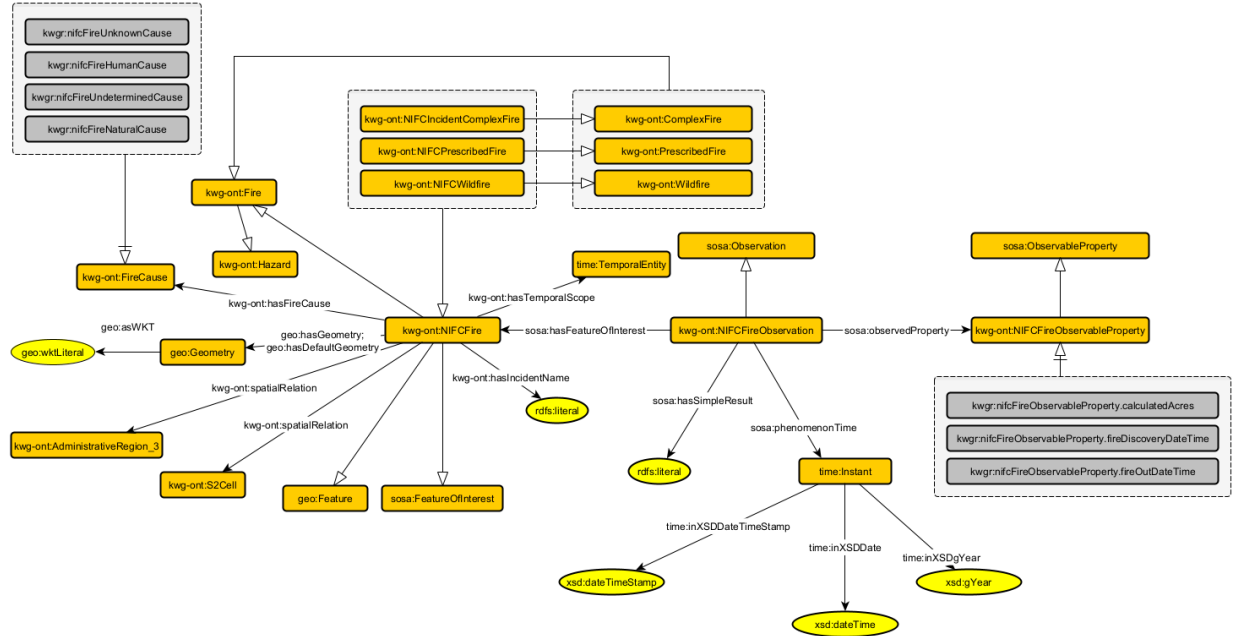 kwgr:nifcFireUnknownCause
kwgr:nifcFireHumanCause
kwgr:nifcFireUndeterminedCause
kwgr:nifcFireNaturalCause
kwg-ont:NIFCIncidentComplexFire
kwg-ont:ComplexFire
kwg-ont:NIFCPrescribedFire
kwg-ont:PrescribedFire
kwg-ont:NIFCWildfire
kwg-ont:Wildfire
kwg-ont:Fire
kwg-ont:Hazard
kwg-ont:FireCause
sosa:Observation
sosa:ObservableProperty
time:TemporalEntity
kwg-ont:hasTemporalScope
kwg-ont:hasFireCause
geo:asWKT
geo:hasGeometry;
geo:hasDefaultGeometry
kwg-ont:NIFCFire
sosa:hasFeatureOfInterest
kwg-ont:NIFCFireObservation
sosa:observedProperty
kwg-ont:NIFCFireObservableProperty
geo:wktLiteral
geo:Geometry
kwg-ont:spatialRelation
kwg-ont:hasIncidentName
rdfs:literal
kwg-ont:spatialRelation
kwg-ont:AdministrativeRegion_3
kwg-ont:S2Cell
geo:Feature
sosa:FeatureOfInterest
sosa:hasSimpleResult
sosa:phenomenonTime
rdfs:literal
time:Instant
kwgr:nifcFireObservableProperty.calculatedAcres
kwgr:nifcFireObservableProperty.fireDiscoveryDateTime
kwgr:nifcFireObservableProperty.fireOutDateTime
time:inXSDDateTimeStamp
time:inXSDDate
time:inXSDgYear
xsd:dateTimeStamp
xsd:gYear
xsd:dateTime